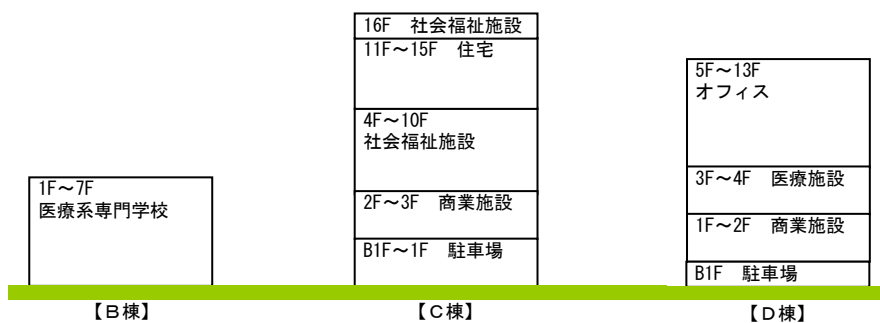 1F～7F
医療系専門学校
【B棟】
16F　社会福祉施設
11F～15F　住宅
4F～10F
社会福祉施設
2F～3F　商業施設
B1F～1F　駐車場
【C棟】
5F～13F
オフィス
3F～4F　医療施設
1F～2F　商業施設
B1F　駐車場
【D棟】